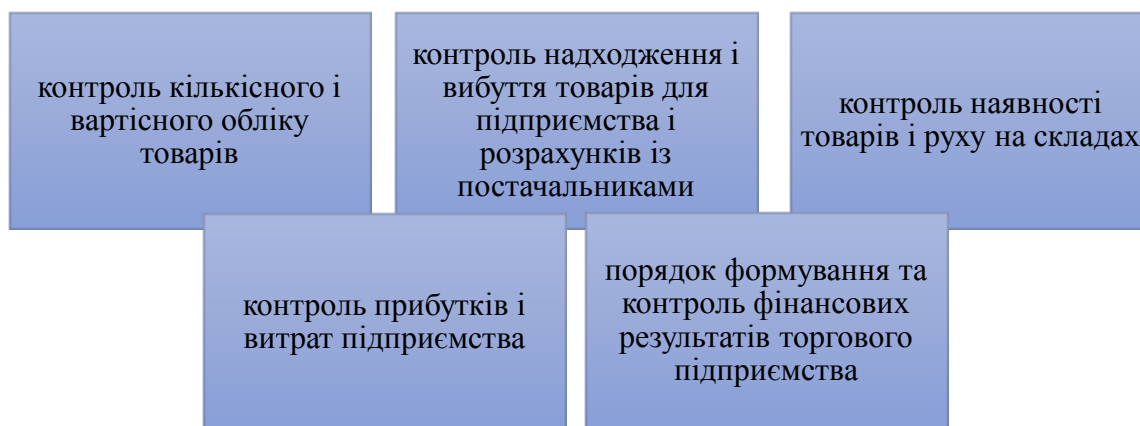 контроль кількісного і
вартісного обліку
товарів
контроль надходження і
вибуття товарів для
підприємства і
розрахунків із
постачальниками
контроль наявності
товарів і руху на складах
контроль прибутків і
витрат підприємства
порядок формування та
контроль фінансових
результатів торгового
підприємства